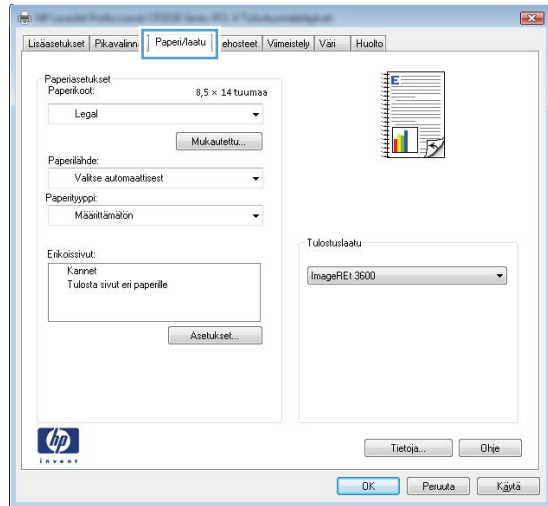 Lisäasetukset Pikavalinn Paperi/laatu ehosteet Viimeistely Väri Huolto
Paperiasetukset
Paperikoot: 8,5 × 14 tuumaa
Legal
Mukautettu...
Paperilähde:
Valitse automaattisest
Paperityyppi:
Määrittämätön
Erikoissivut:
Kannet
Tulosta sivut eri paperille
Asetukset...
E
Tulostuslaatu
ImageREt 3600
hp
invent
Tietoja... Ohje
OK Peruuta Käytä